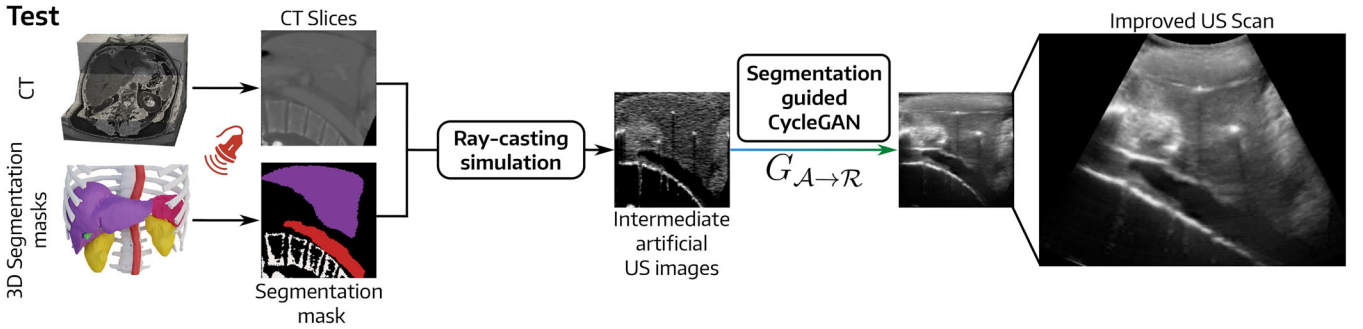 Test
CT Slices
CT
3D Segmentation
masks
Segmentation
mask
Ray-casting
simulation
Intermediate
artificial
US images
Segmentation
guided
CycleGAN
G A→R
Improved US Scan